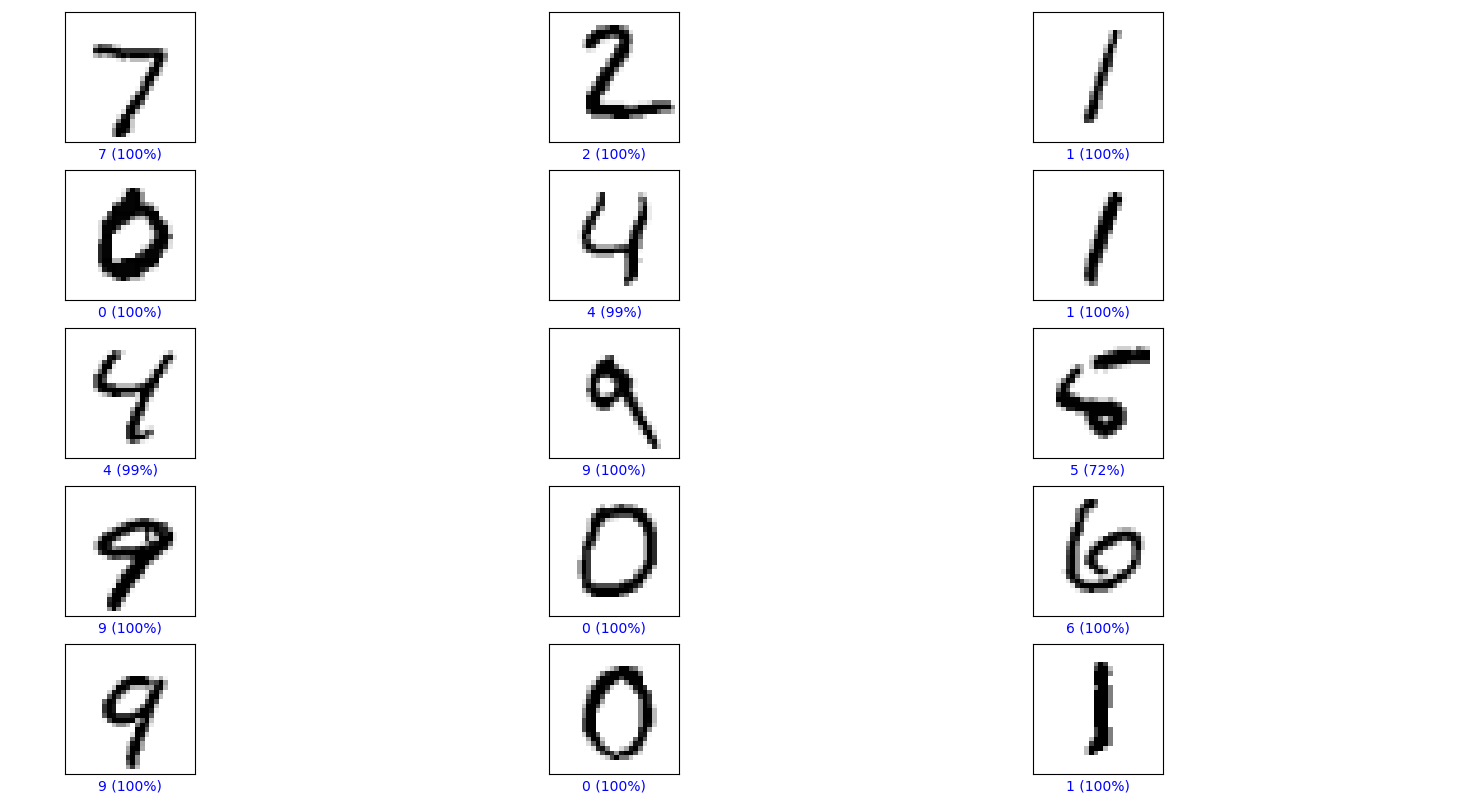 7 2 1
7 (100%) 2 (100%) 1 (100%)
0 4 1
0 (100%) 4 (99%) 1 (100%)
4 9 5
4 (99%) 9 (100%) 5 (72%)
9 0 6
9 (100%) 0 (100%) 6 (100%)
9 0 1
9 (100%) 0 (100%) 1 (100%)